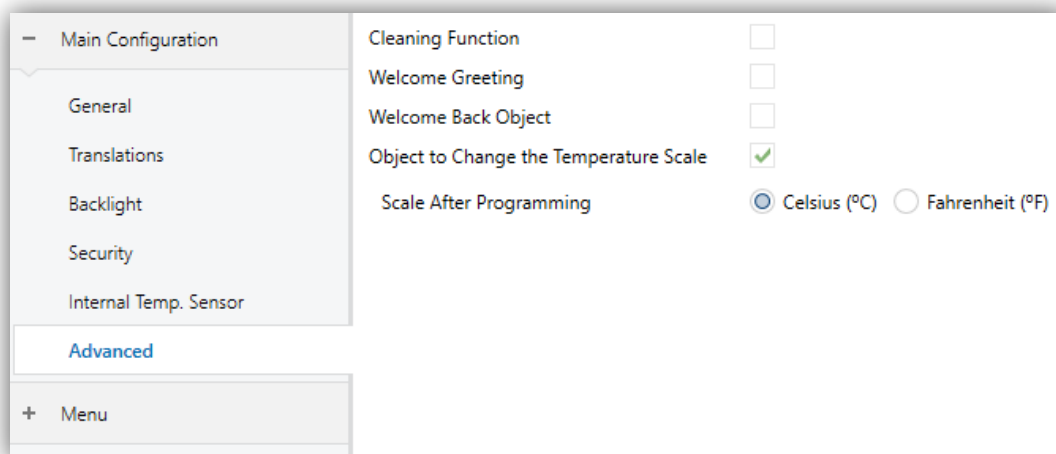 Main Configuration
General
Translations
Backlight
Security
Internal Temp. Sensor
Advanced
Menu
Cleaning Function
Welcome Greeting
Welcome Back Object
Object to Change the Temperature Scale
Scale After Programming
Celsius (ºC) Fahrenheit (ºF)